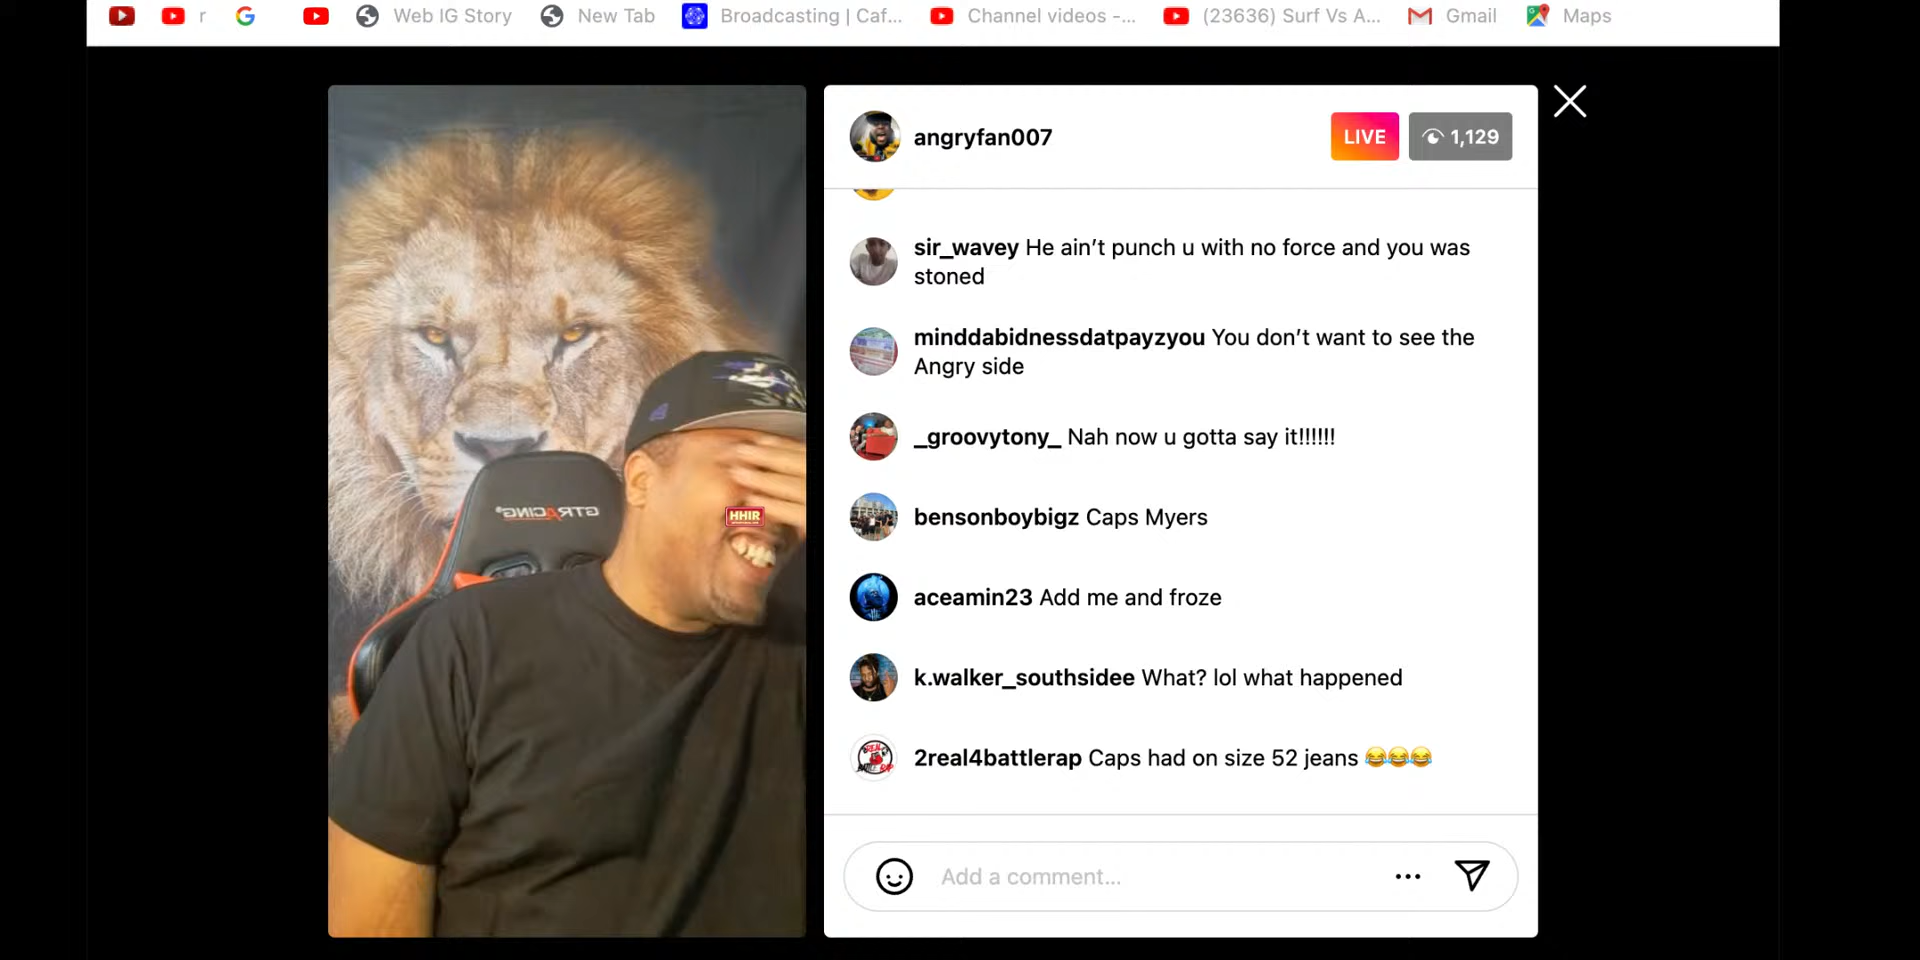 r
Web IG Story
New Tab
Broadcasting | Caf...
Channel videos -...
(23636) Surf Vs A...
Gmail
Maps
angryfan007
LIVE
1,129
sir_wavey He ain’t punch u with no force and you was
stoned
minddabidnessdatpayzyou You don’t want to see the
Angry side
_groovytony_ Nah now u gotta say it!!!!!!
bensonboybigz Caps Myers
aceamin23 Add me and froze
k.walker_southsidee What? lol what happened
2real4battlerap Caps had on size 52 jeans 😂😂😂
Add a comment...
GTRACING
HHIR